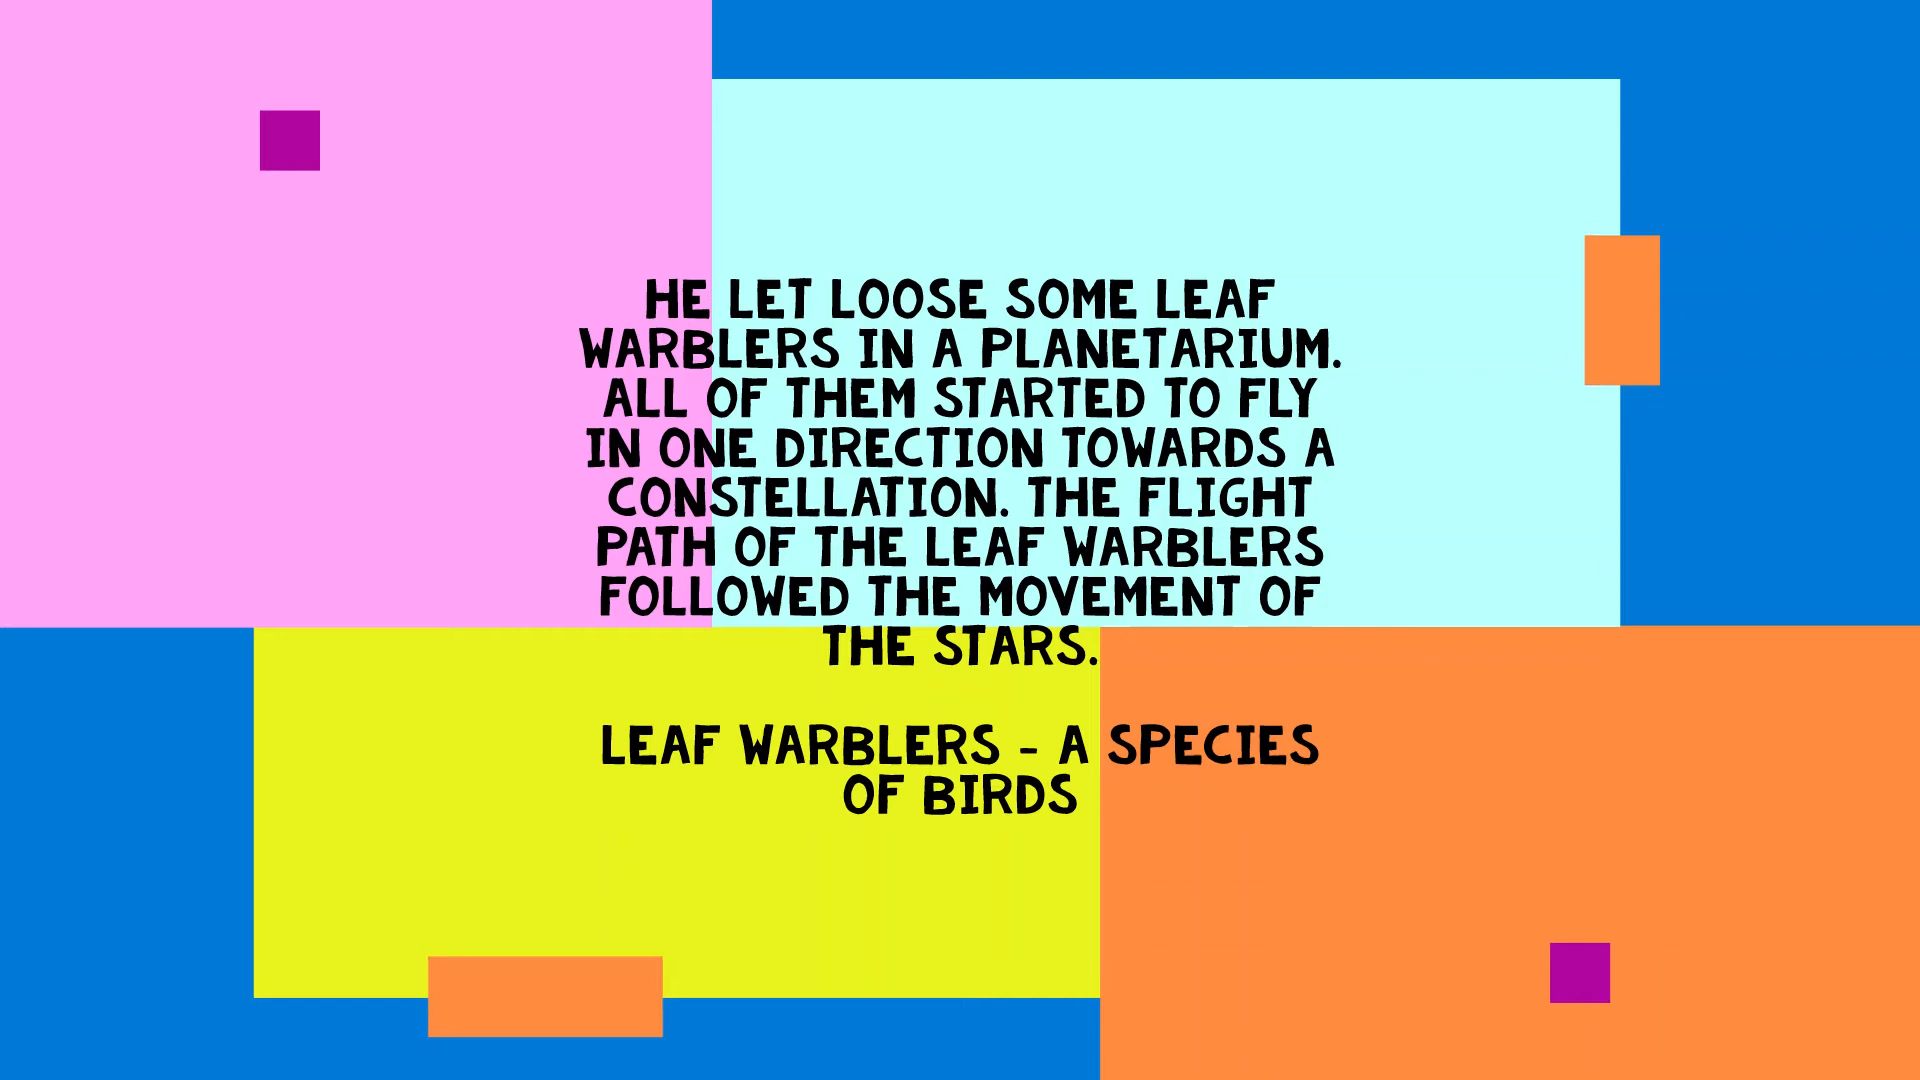 HE LET LOOSE SOME LEAF
WARBLERS IN A PLANETARIUM.
ALL OF THEM STARTED TO FLY
IN ONE DIRECTION TOWARDS A
CONSTELLATION. THE FLIGHT
PATH OF THE LEAF WARBLERS
FOLLOWED THE MOVEMENT OF
THE STARS.
LEAF WARBLERS - A SPECIES
OF BIRDS